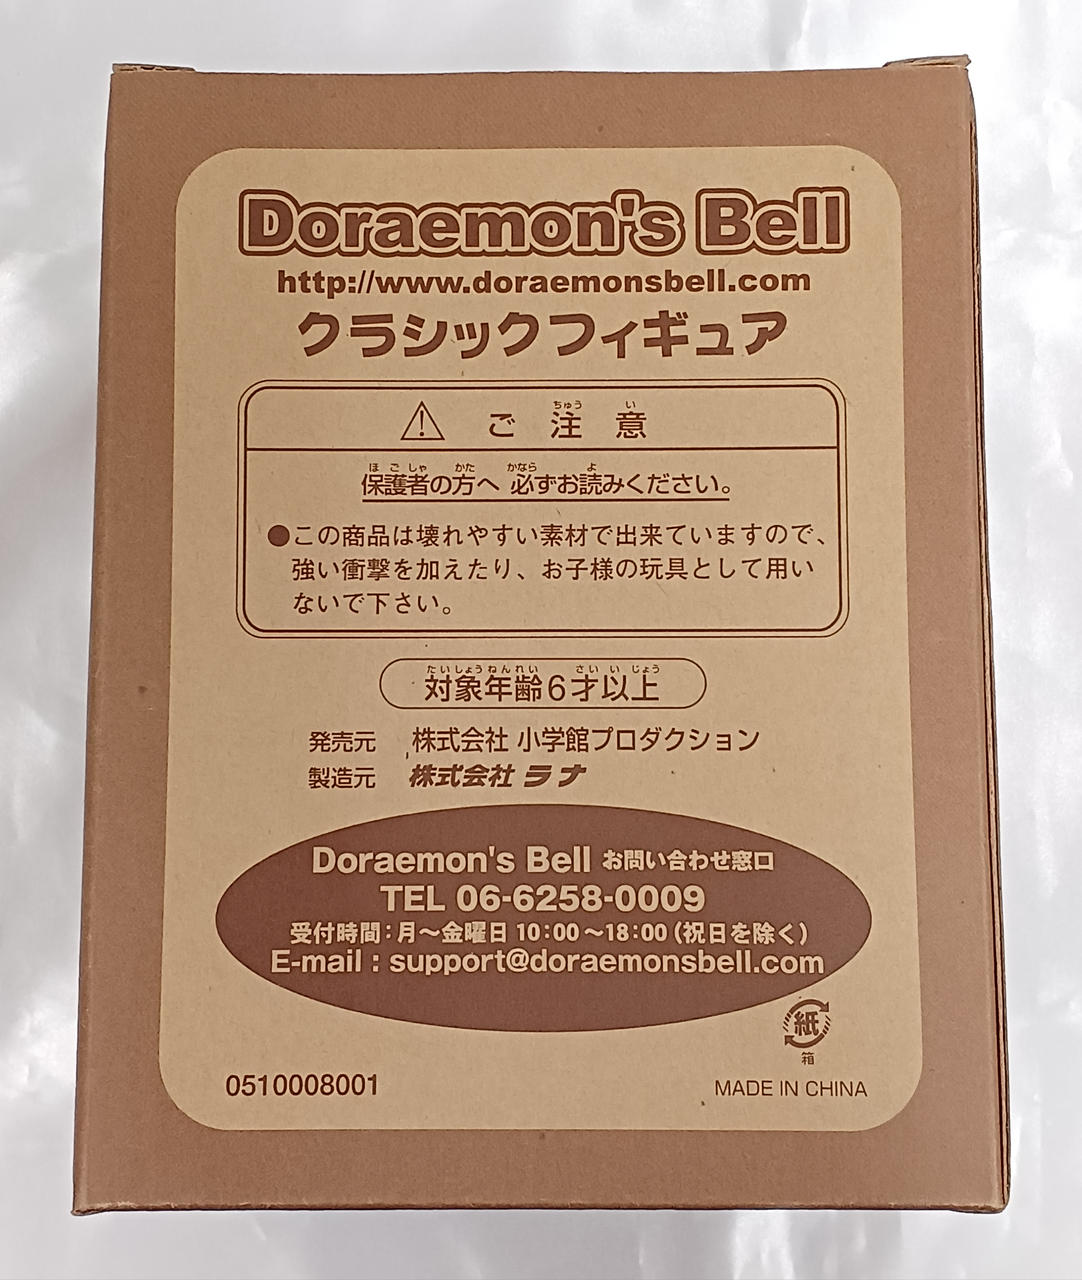 Doraemon's Bell
http://www.doraemonsbell.com
クラシックフィギュア
⚠ ご注意
ちゅう い
保護者の方へ 必ずお読みください。
ほごしゃ かた かなら よ
●この商品は壊れやすい素材で出来ていますので、
強い衝撃を加えたり、お子様の玩具として用い
ないで下さい。
たいしょうねんれい さい いじょう
対象年齢6才以上
発売元 株式会社 小学館プロダクション
製造元 株式会社 ラナ
Doraemon's Bell お問い合わせ窓口
TEL 06-6258-0009
受付時間:月〜金曜日 10:00〜18:00(祝日を除く)
E-mail : support@doraemonsbell.com
紙
箱
0510008001
MADE IN CHINA